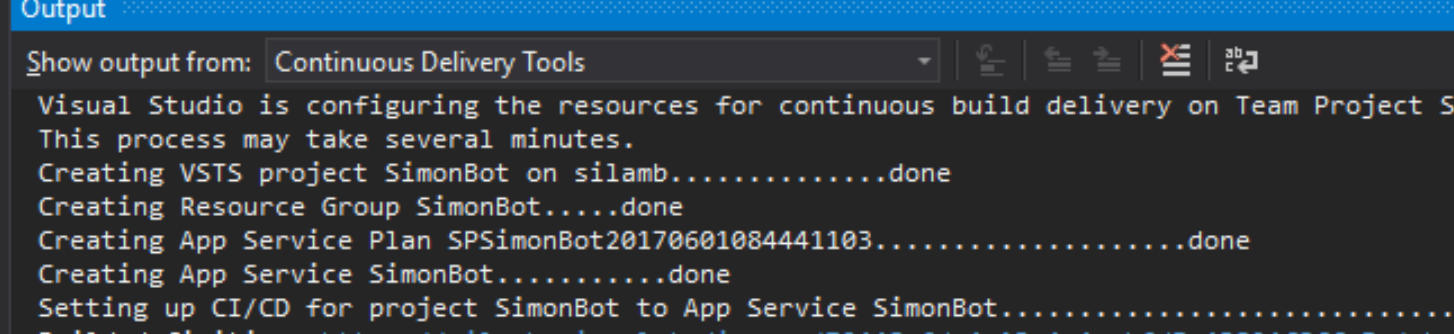 Output
Show output from: Continuous Delivery Tools
Visual Studio is configuring the resources for continuous build delivery on Team Project S
This process may take several minutes.
Creating VSTS project SimonBot on silamb..............done
Creating Resource Group SimonBot.....done
Creating App Service Plan SPSimonBot20170601084441103....................done
Creating App Service SimonBot...........done
Setting up CI/CD for project SimonBot to App Service SimonBot.............................